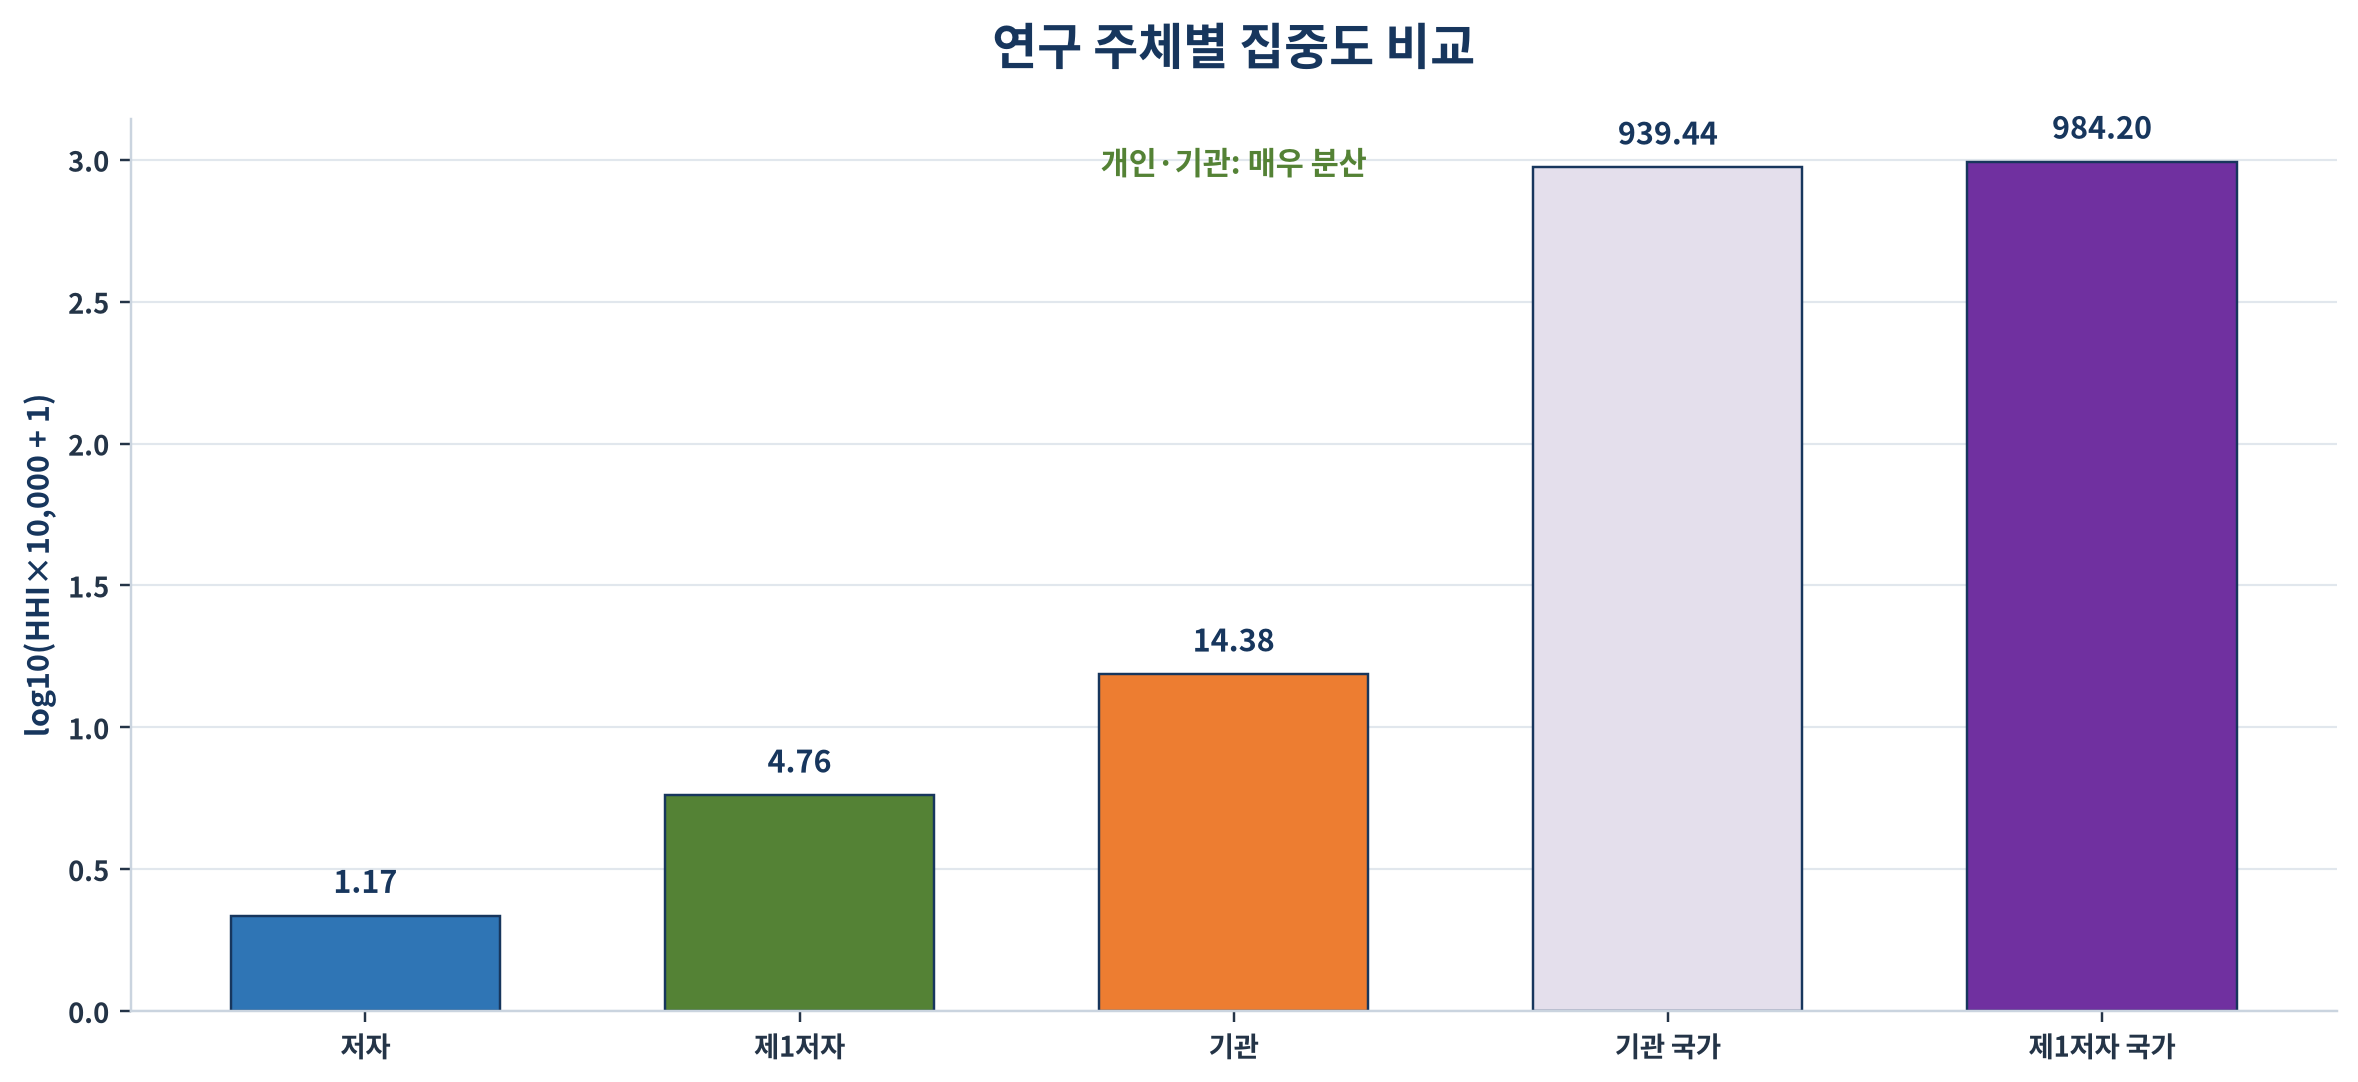 연구 주체별 집중도 비교
개인·기관: 매우 분산
939.44
984.20
14.38
4.76
1.17
log10(HHI×10,000 + 1)
3.0
2.5
2.0
1.5
1.0
0.5
0.0
저자
제1저자
기관
기관 국가
제1저자 국가